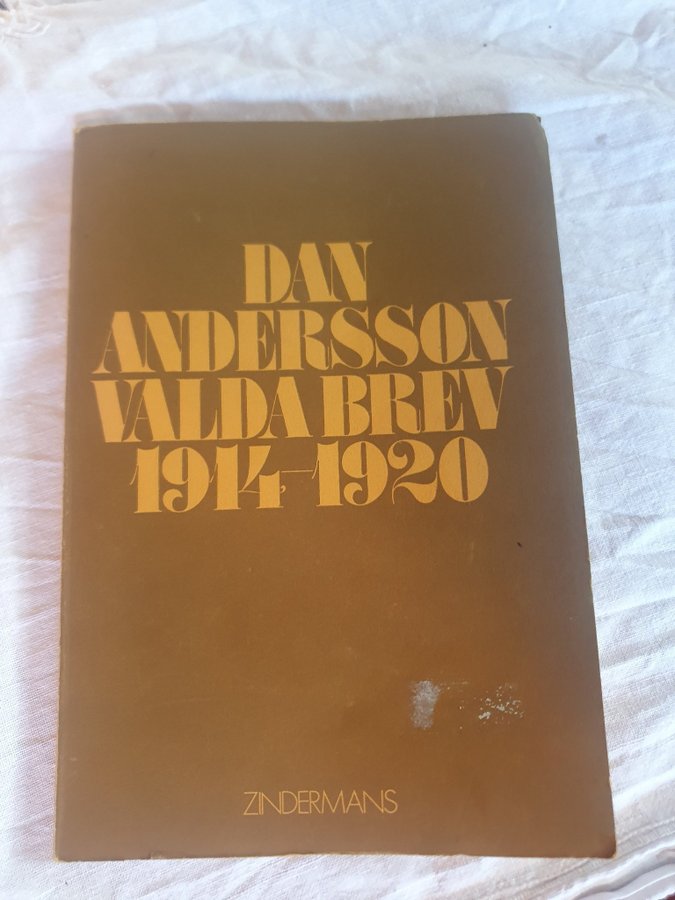 DAN
ANDERSSON
VALDA BREV
1914-1920
ZINDERMANS